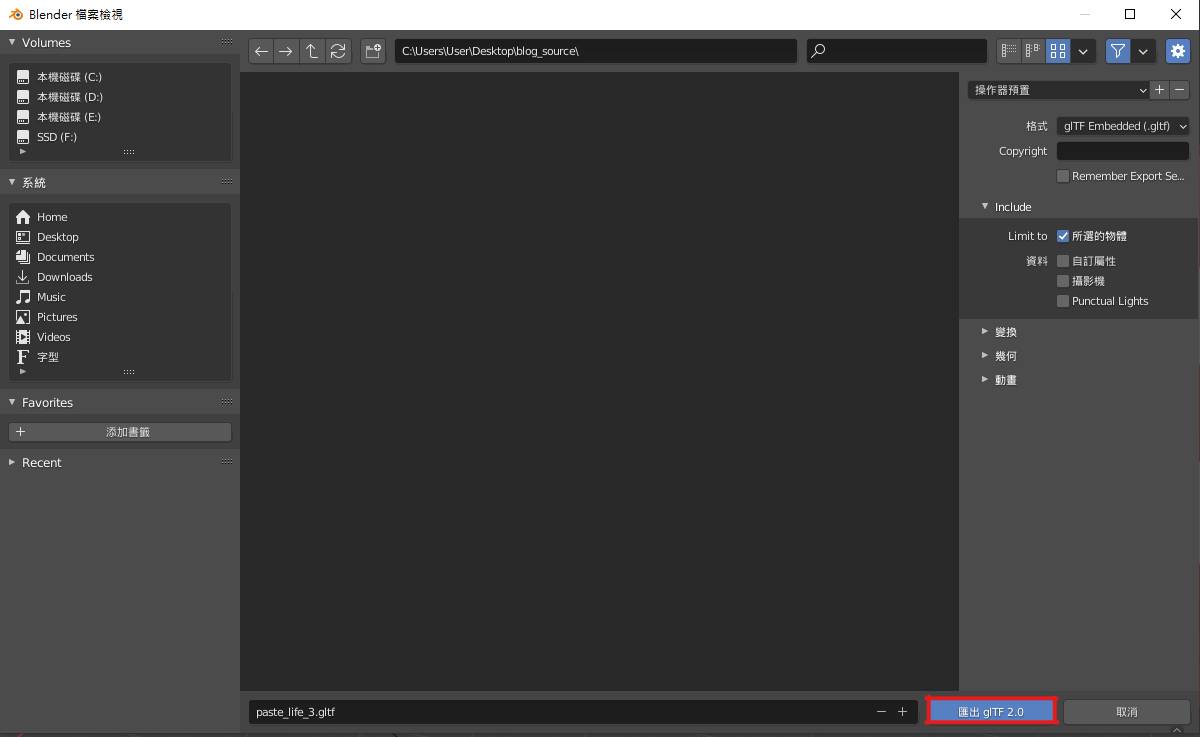 Blender 檔案檢視
Volumes
本機磁碟 (C:)
本機磁碟 (D:)
本機磁碟 (E:)
SSD (F:)
系統
Home
Desktop
Documents
Downloads
Music
Pictures
Videos
字型
Favorites
添加書籤
Recent
C:\Users\User\Desktop\blog_source\
操作器預置
格式 glTF Embedded (.gltf)
Copyright
Remember Export Se...
Include
Limit to 所選的物體
資料 自訂屬性
攝影機
Punctual Lights
變換
幾何
動畫
paste_life_3.gltf
匯出 glTF 2.0
取消